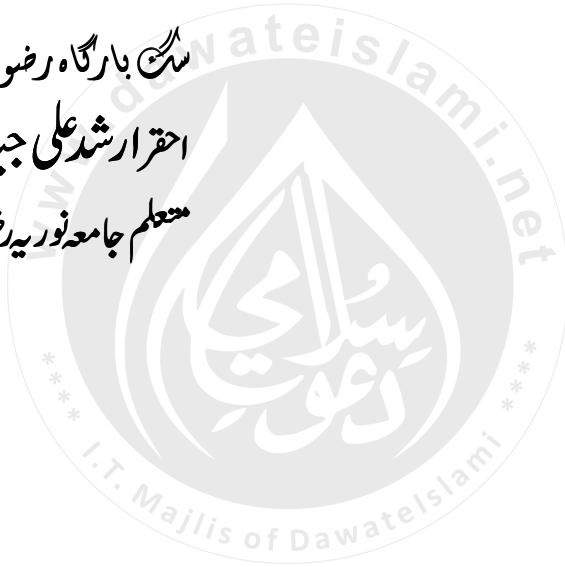 سگ بارگاہ
احقر ارشد علی
متعلم جامعہ نوریہ
www.dawateislami.net
دعوت اسلامی
**** I.T. Majlis of DawateIslami ****